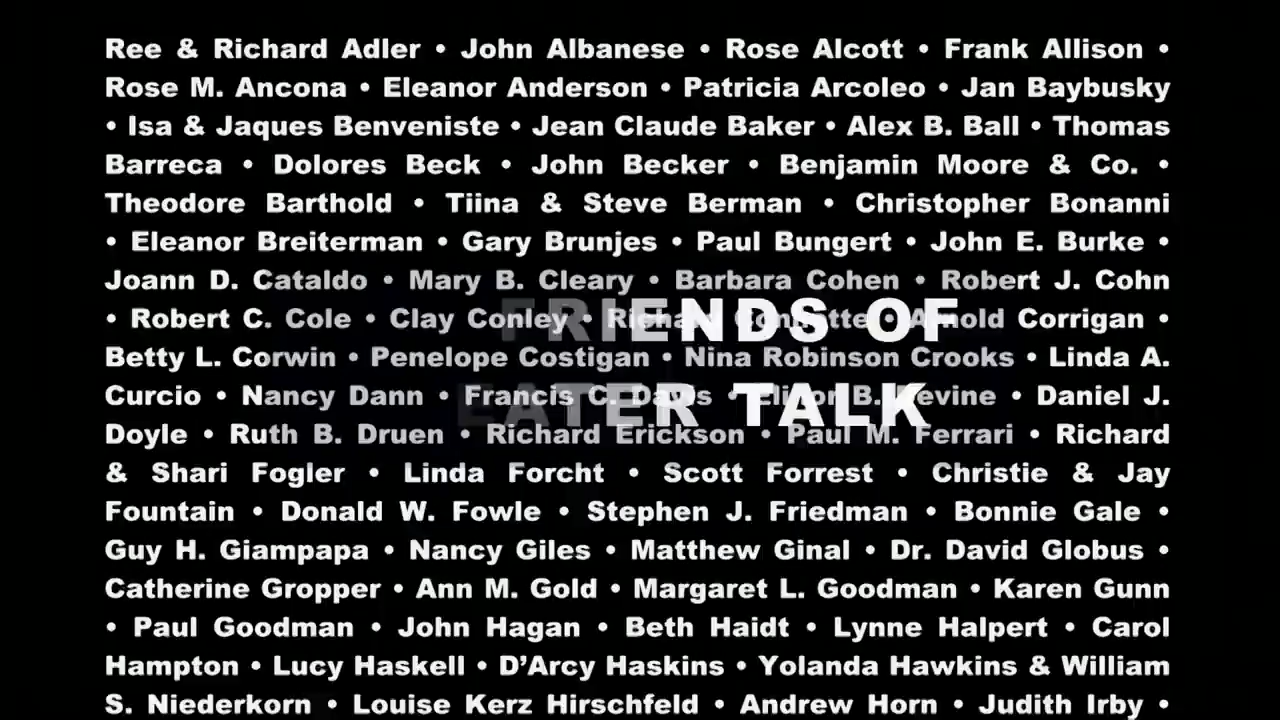 Ree & Richard Adler • John Albanese • Rose Alcott • Frank Allison •
Rose M. Ancona • Eleanor Anderson • Patricia Arcoleo • Jan Baybusky
• Isa & Jaques Benveniste • Jean Claude Baker • Alex B. Ball • Thomas
Barreca • Dolores Beck • John Becker • Benjamin Moore & Co. •
Theodore Barthold • Tiina & Steve Berman • Christopher Bonanni
• Eleanor Breiterman • Gary Brunjes • Paul Bungert • John E. Burke •
Joann D. Cataldo • Mary B. Cleary • Barbara Cohen • Robert J. Cohn
FRIENDS OF
• Robert C. Cole • Clay Conley • Richard • Arnold Corrigan •
Betty L. Corwin • Penelope Costigan • Nina Robinson Crooks • Linda A.
EATER TALK
Curcio • Nancy Dann • Francis C. Davis • B. Devine • Daniel J.
Doyle • Ruth B. Druen • Richard Erickson • Paul M. Ferrari • Richard
& Shari Fogler • Linda Forcht • Scott Forrest • Christie & Jay
Fountain • Donald W. Fowle • Stephen J. Friedman • Bonnie Gale •
Guy H. Giampapa • Nancy Giles • Matthew Ginal • Dr. David Globus •
Catherine Gropper • Ann M. Gold • Margaret L. Goodman • Karen Gunn
• Paul Goodman • John Hagan • Beth Haidt • Lynne Halpert • Carol
Hampton • Lucy Haskell • D’Arcy Haskins • Yolanda Hawkins & William
S. Niederkorn • Louise Kerz Hirschfeld • Andrew Horn • Judith Irby •